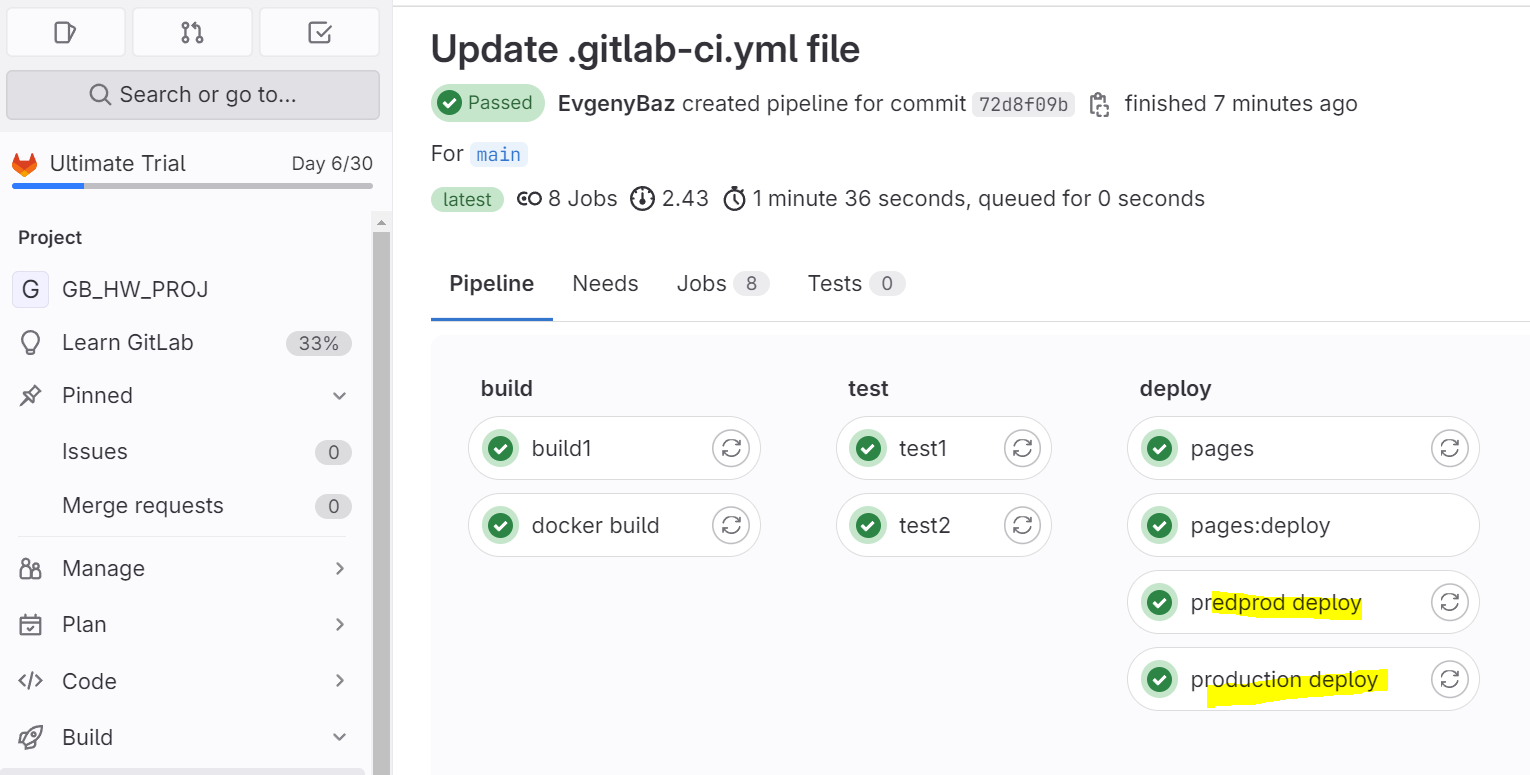 Search or go to...
Ultimate Trial Day 6/30
Project
G GB_HW_PROJ
Learn GitLab 33%
Pinned
Issues 0
Merge requests 0
Manage
Plan
Code
Build
Update .gitlab-ci.yml file
Passed EvgenyBaz created pipeline for commit 72d8f09b finished 7 minutes ago
For main
latest 8 Jobs 2.43 1 minute 36 seconds, queued for 0 seconds
Pipeline Needs Jobs 8 Tests 0
build test deploy
build1 test1 pages
docker build test2 pages:deploy
predprod deploy
production deploy